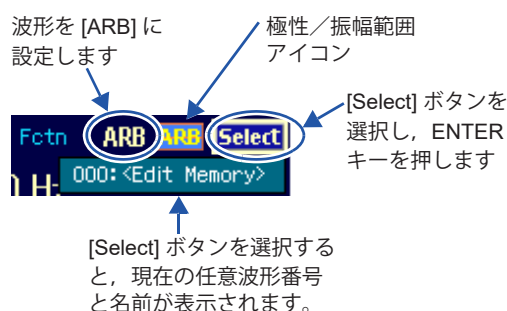 波形を [ARB] に
設定します
極性／振幅範囲
アイコン
[Select] ボタンを
選択し，ENTER
キーを押します
Fctn ARB ARB Select
000:<Edit Memory>
H:
[Select] ボタンを選択する
と，現在の任意波形番号
と名前が表示されます。